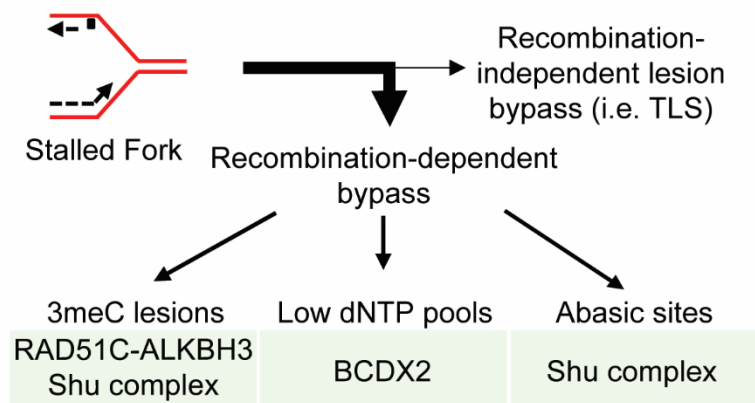 Stalled Fork
Recombination-
independent lesion
bypass (i.e. TLS)
Recombination-dependent
bypass
3meC lesions
RAD51C-ALKBH3
Shu complex
Low dNTP pools
BCDX2
Abasic sites
Shu complex